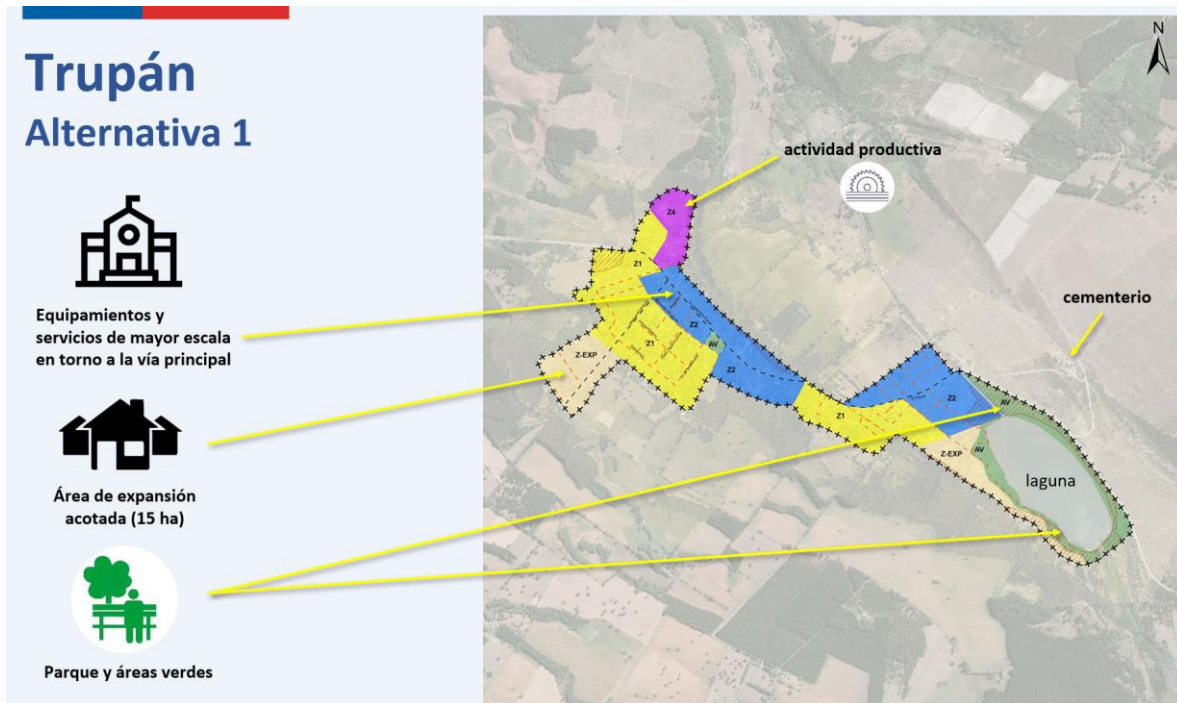 Trupán
Alternativa 1
Equipamientos y
servicios de mayor escala
en torno a la vía principal
Área de expansión
acotada (15 ha)
Parque y áreas verdes
N
actividad productiva
Z4
cementerio
Z1
Z2
Z-EXP
Z1
AV
Z2
Z2
AV
Z1
Z-EXP
AV
laguna